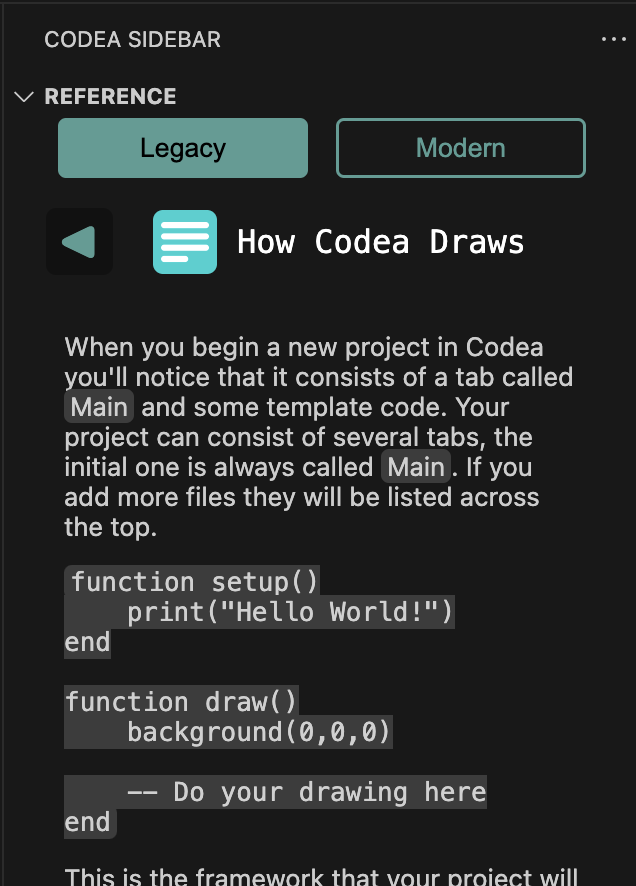 CODEA SIDEBAR
REFERENCE
Legacy
Modern
How Codea Draws
When you begin a new project in Codea
you'll notice that it consists of a tab called
Main and some template code. Your
project can consist of several tabs, the
initial one is always called Main. If you
add more files they will be listed across
the top.
function setup()
    print("Hello World!")
end
function draw()
    background(0,0,0)
    -- Do your drawing here
end
This is the framework that your project will